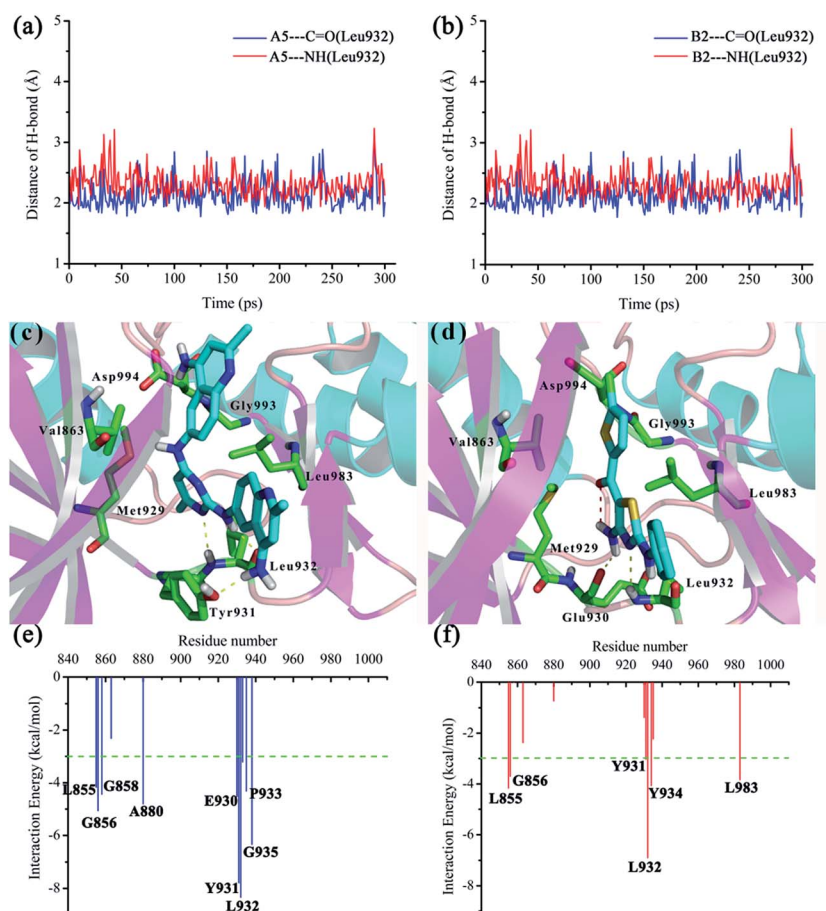 (a)
A5---C=O(Leu932)
A5---NH(Leu932)
Distance of H-bond (Å)
5
4
3
2
1
0 50 100 150 200 250 300
Time (ps)
(b)
B2---C=O(Leu932)
B2---NH(Leu932)
Distance of H-bond (Å)
5
4
3
2
1
0 50 100 150 200 250 300
Time (ps)
(c)
Asp994
Gly993
Val863
Leu983
Met929
Leu932
Tyr931
(d)
Asp994
Gly993
Val863
Leu983
Met929
Leu932
Glu930
(e)
Residue number
840 860 880 900 920 940 960 980 1000
Interaction Energy (kcal/mol)
0
-2
-4
-6
-8
L855
G858
G856
A880
E930
P933
G935
Y931
L932
(f)
Residue number
840 860 880 900 920 940 960 980 1000
Interaction Energy (kcal/mol)
0
-2
-4
-6
-8
Y931
G856
L855
Y934
L983
L932